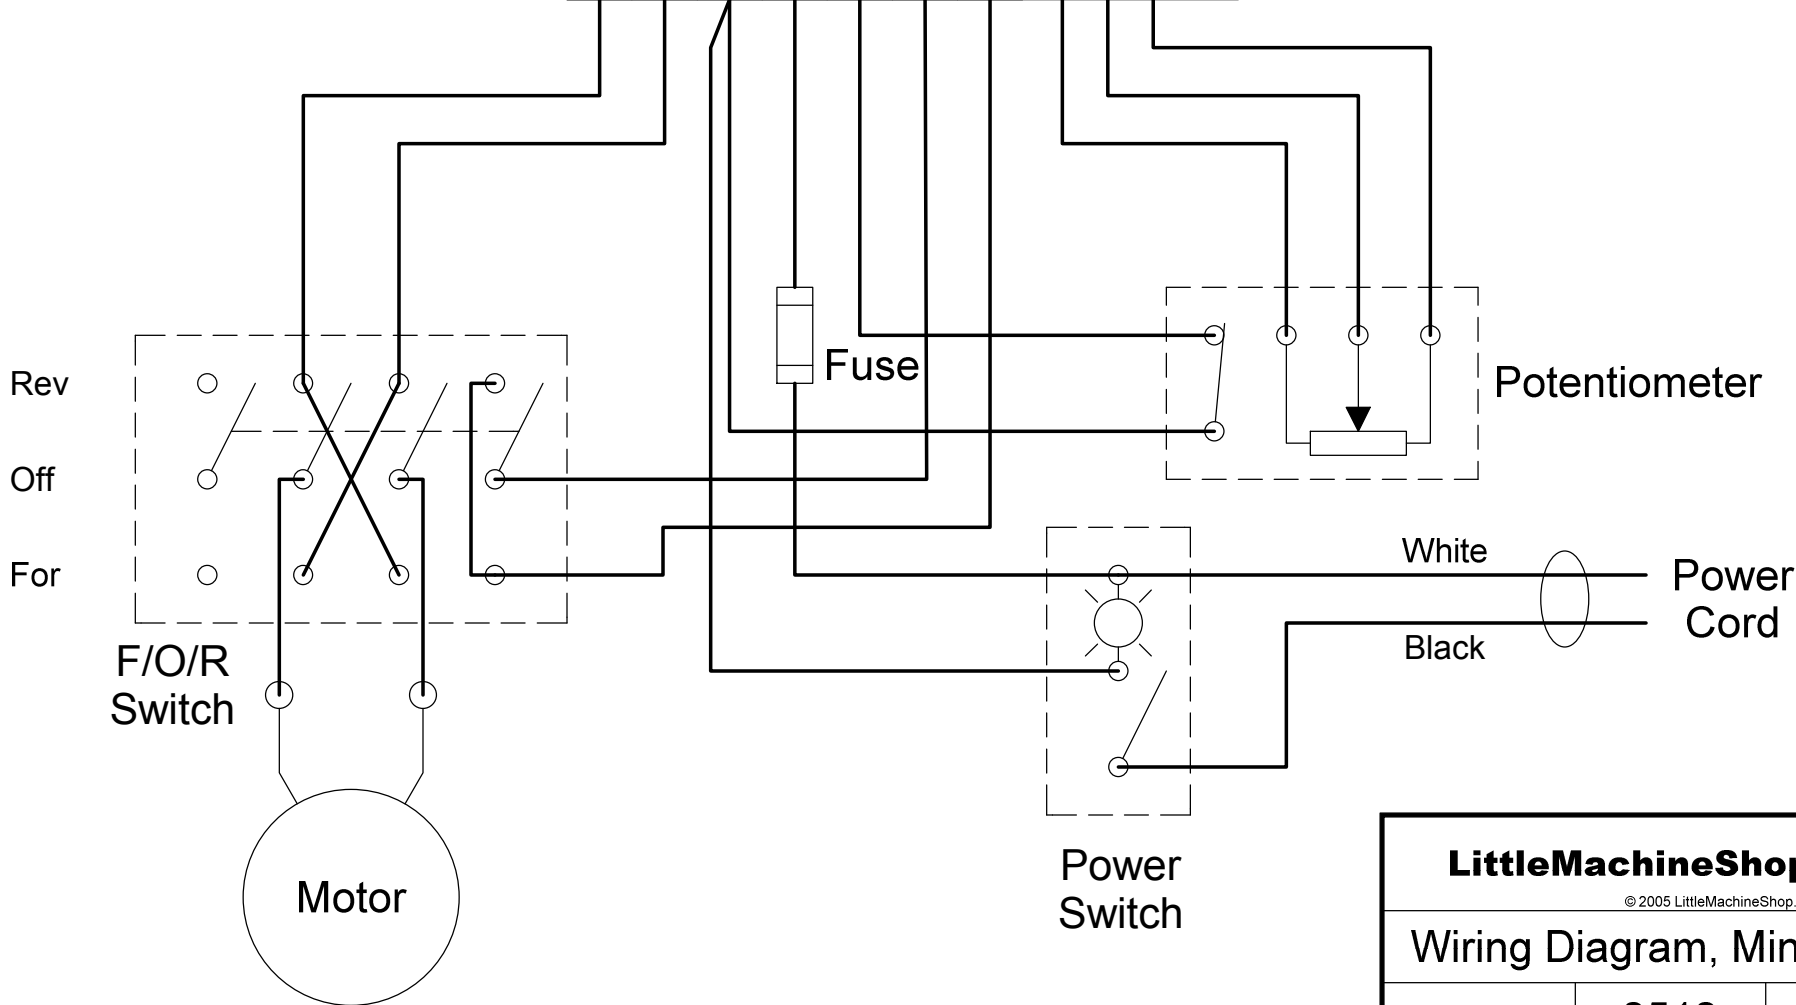 Fuse
Rev
Potentiometer
Off
White
For
Power
Cord
Black
F/O/R
Switch
Power
Switch
Motor
LittleMachineShop
© 2005 LittleMachineShop.
Wiring Diagram, Min